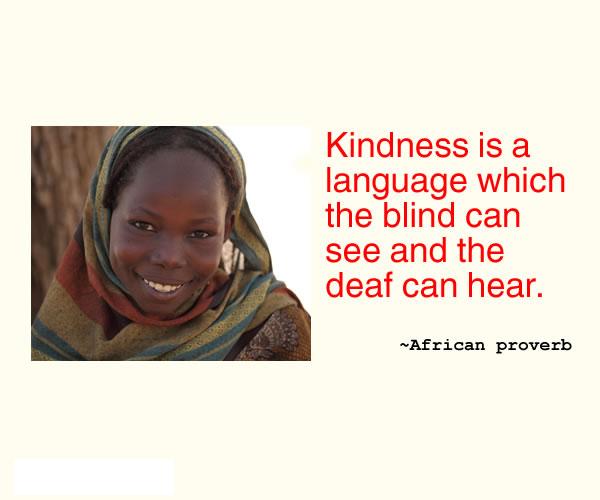 Kindness is a
language which
the blind can
see and the
deaf can hear.
~African proverb